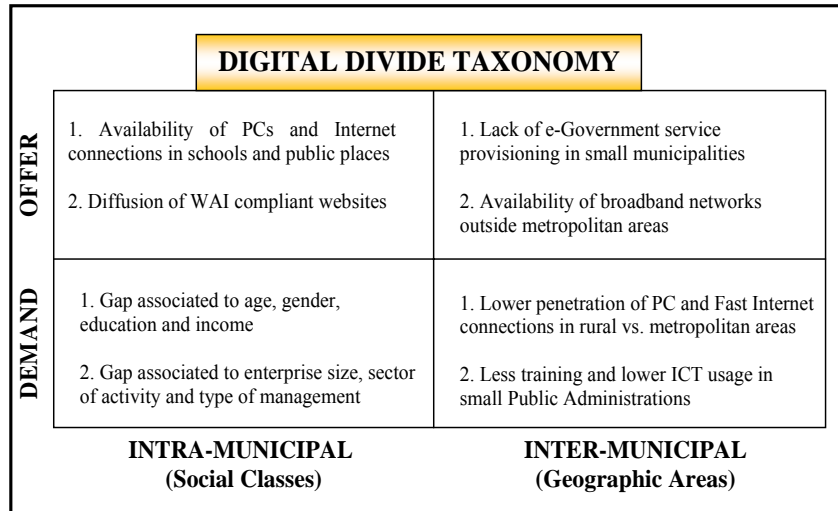 DIGITAL DIVIDE TAXONOMY
OFFER
1. Availability of PCs and Internet
connections in schools and public places
2. Diffusion of WAI compliant websites
1. Lack of e-Government service
provisioning in small municipalities
2. Availability of broadband networks
outside metropolitan areas
DEMAND
1. Gap associated to age, gender,
education and income
2. Gap associated to enterprise size, sector
of activity and type of management
1. Lower penetration of PC and Fast Internet
connections in rural vs. metropolitan areas
2. Less training and lower ICT usage in
small Public Administrations
INTRA-MUNICIPAL
(Social Classes)
INTER-MUNICIPAL
(Geographic Areas)